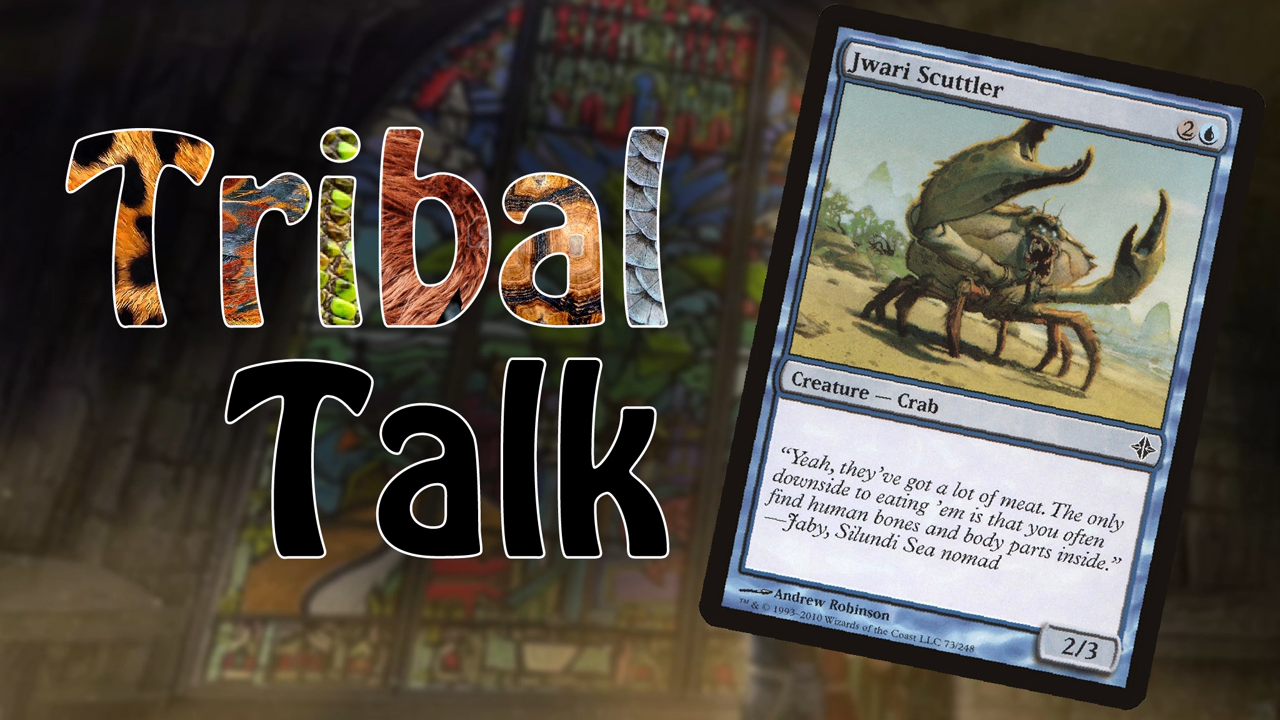 Tribal
Talk
Jwari Scuttler
2
Creature — Crab
“Yeah, they’ve got a lot of meat. The only
downside to eating ’em is that you often
find human bones and body parts inside.”
—Jaby, Silundi Sea nomad
Andrew Robinson
™ & © 1993–2010 Wizards of the Coast LLC 73/248
2/3